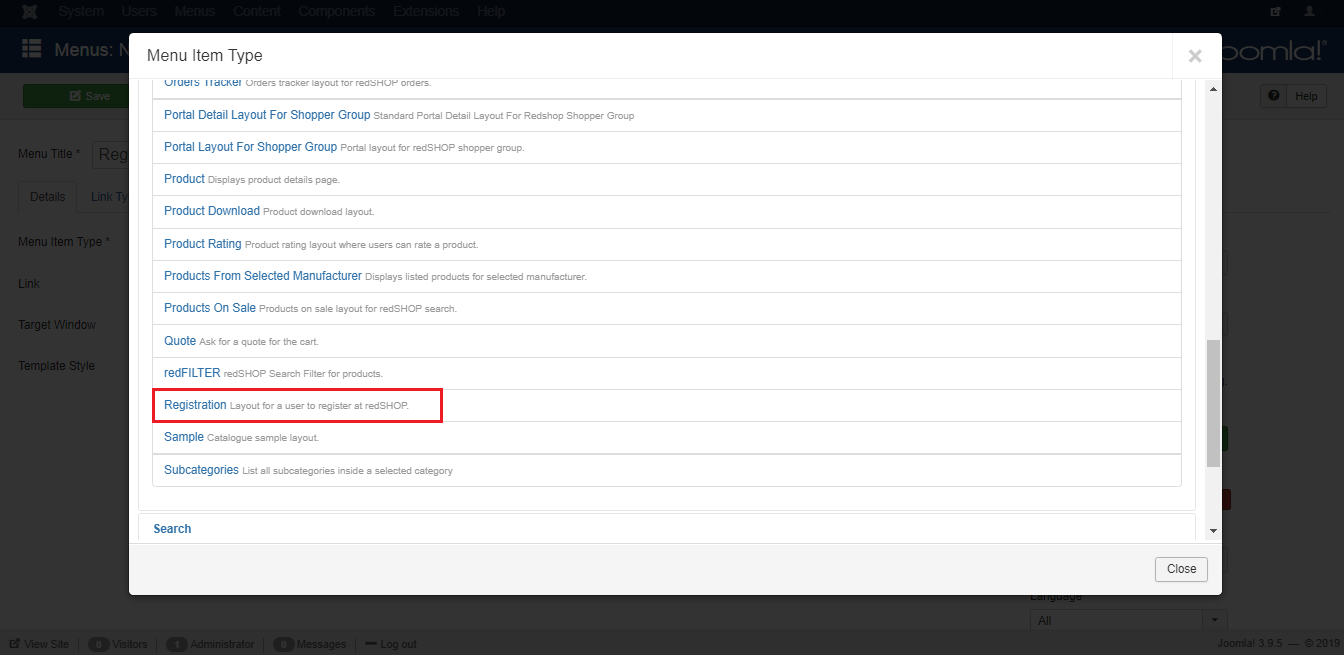 System Users Menus Content Components Extensions Help
Menus: N
oomla!®
Menu Item Type
×
Save
Help
Orders Tracker Orders tracker layout for redSHOP orders.
Portal Detail Layout For Shopper Group Standard Portal Detail Layout For Redshop Shopper Group
Menu Title * Reg
Portal Layout For Shopper Group Portal layout for redSHOP shopper group.
Product Displays product details page.
Details Link Ty
Product Download Product download layout.
Menu Item Type *
Product Rating Product rating layout where users can rate a product.
Products From Selected Manufacturer Displays listed products for selected manufacturer.
Link
Products On Sale Products on sale layout for redSHOP search.
Target Window
Quote Ask for a quote for the cart.
Template Style
redFILTER redSHOP Search Filter for products.
Registration Layout for a user to register at redSHOP.
Sample Catalogue sample layout.
Subcategories List all subcategories inside a selected category
Search
Close
Language
All
View Site 0 Visitors 1 Administrator 0 Messages Log out
Joomla! 3.9.5 — © 2019